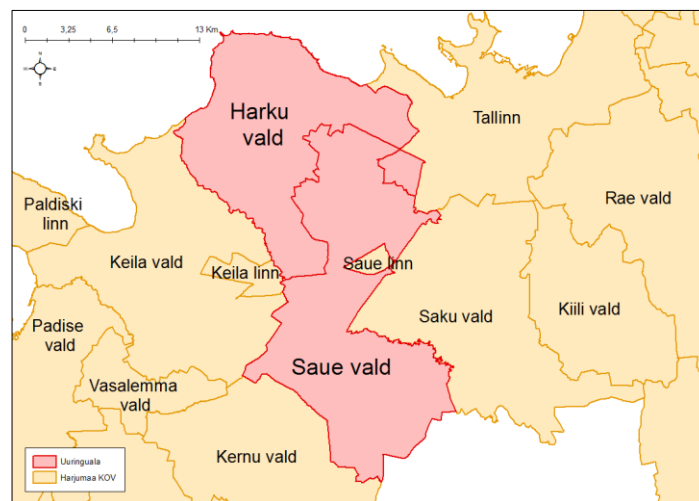 0 3,25 6,5 13 Km
N
Harku
vald
Tallinn
Paldiski
linn
Rae vald
Keila vald
Keila linn
Saue linn
Padise
vald
Saku vald
Kiili vald
Vasalemma
vald
Saue vald
Kernu vald
Uuringuala
Harjumaa KOV